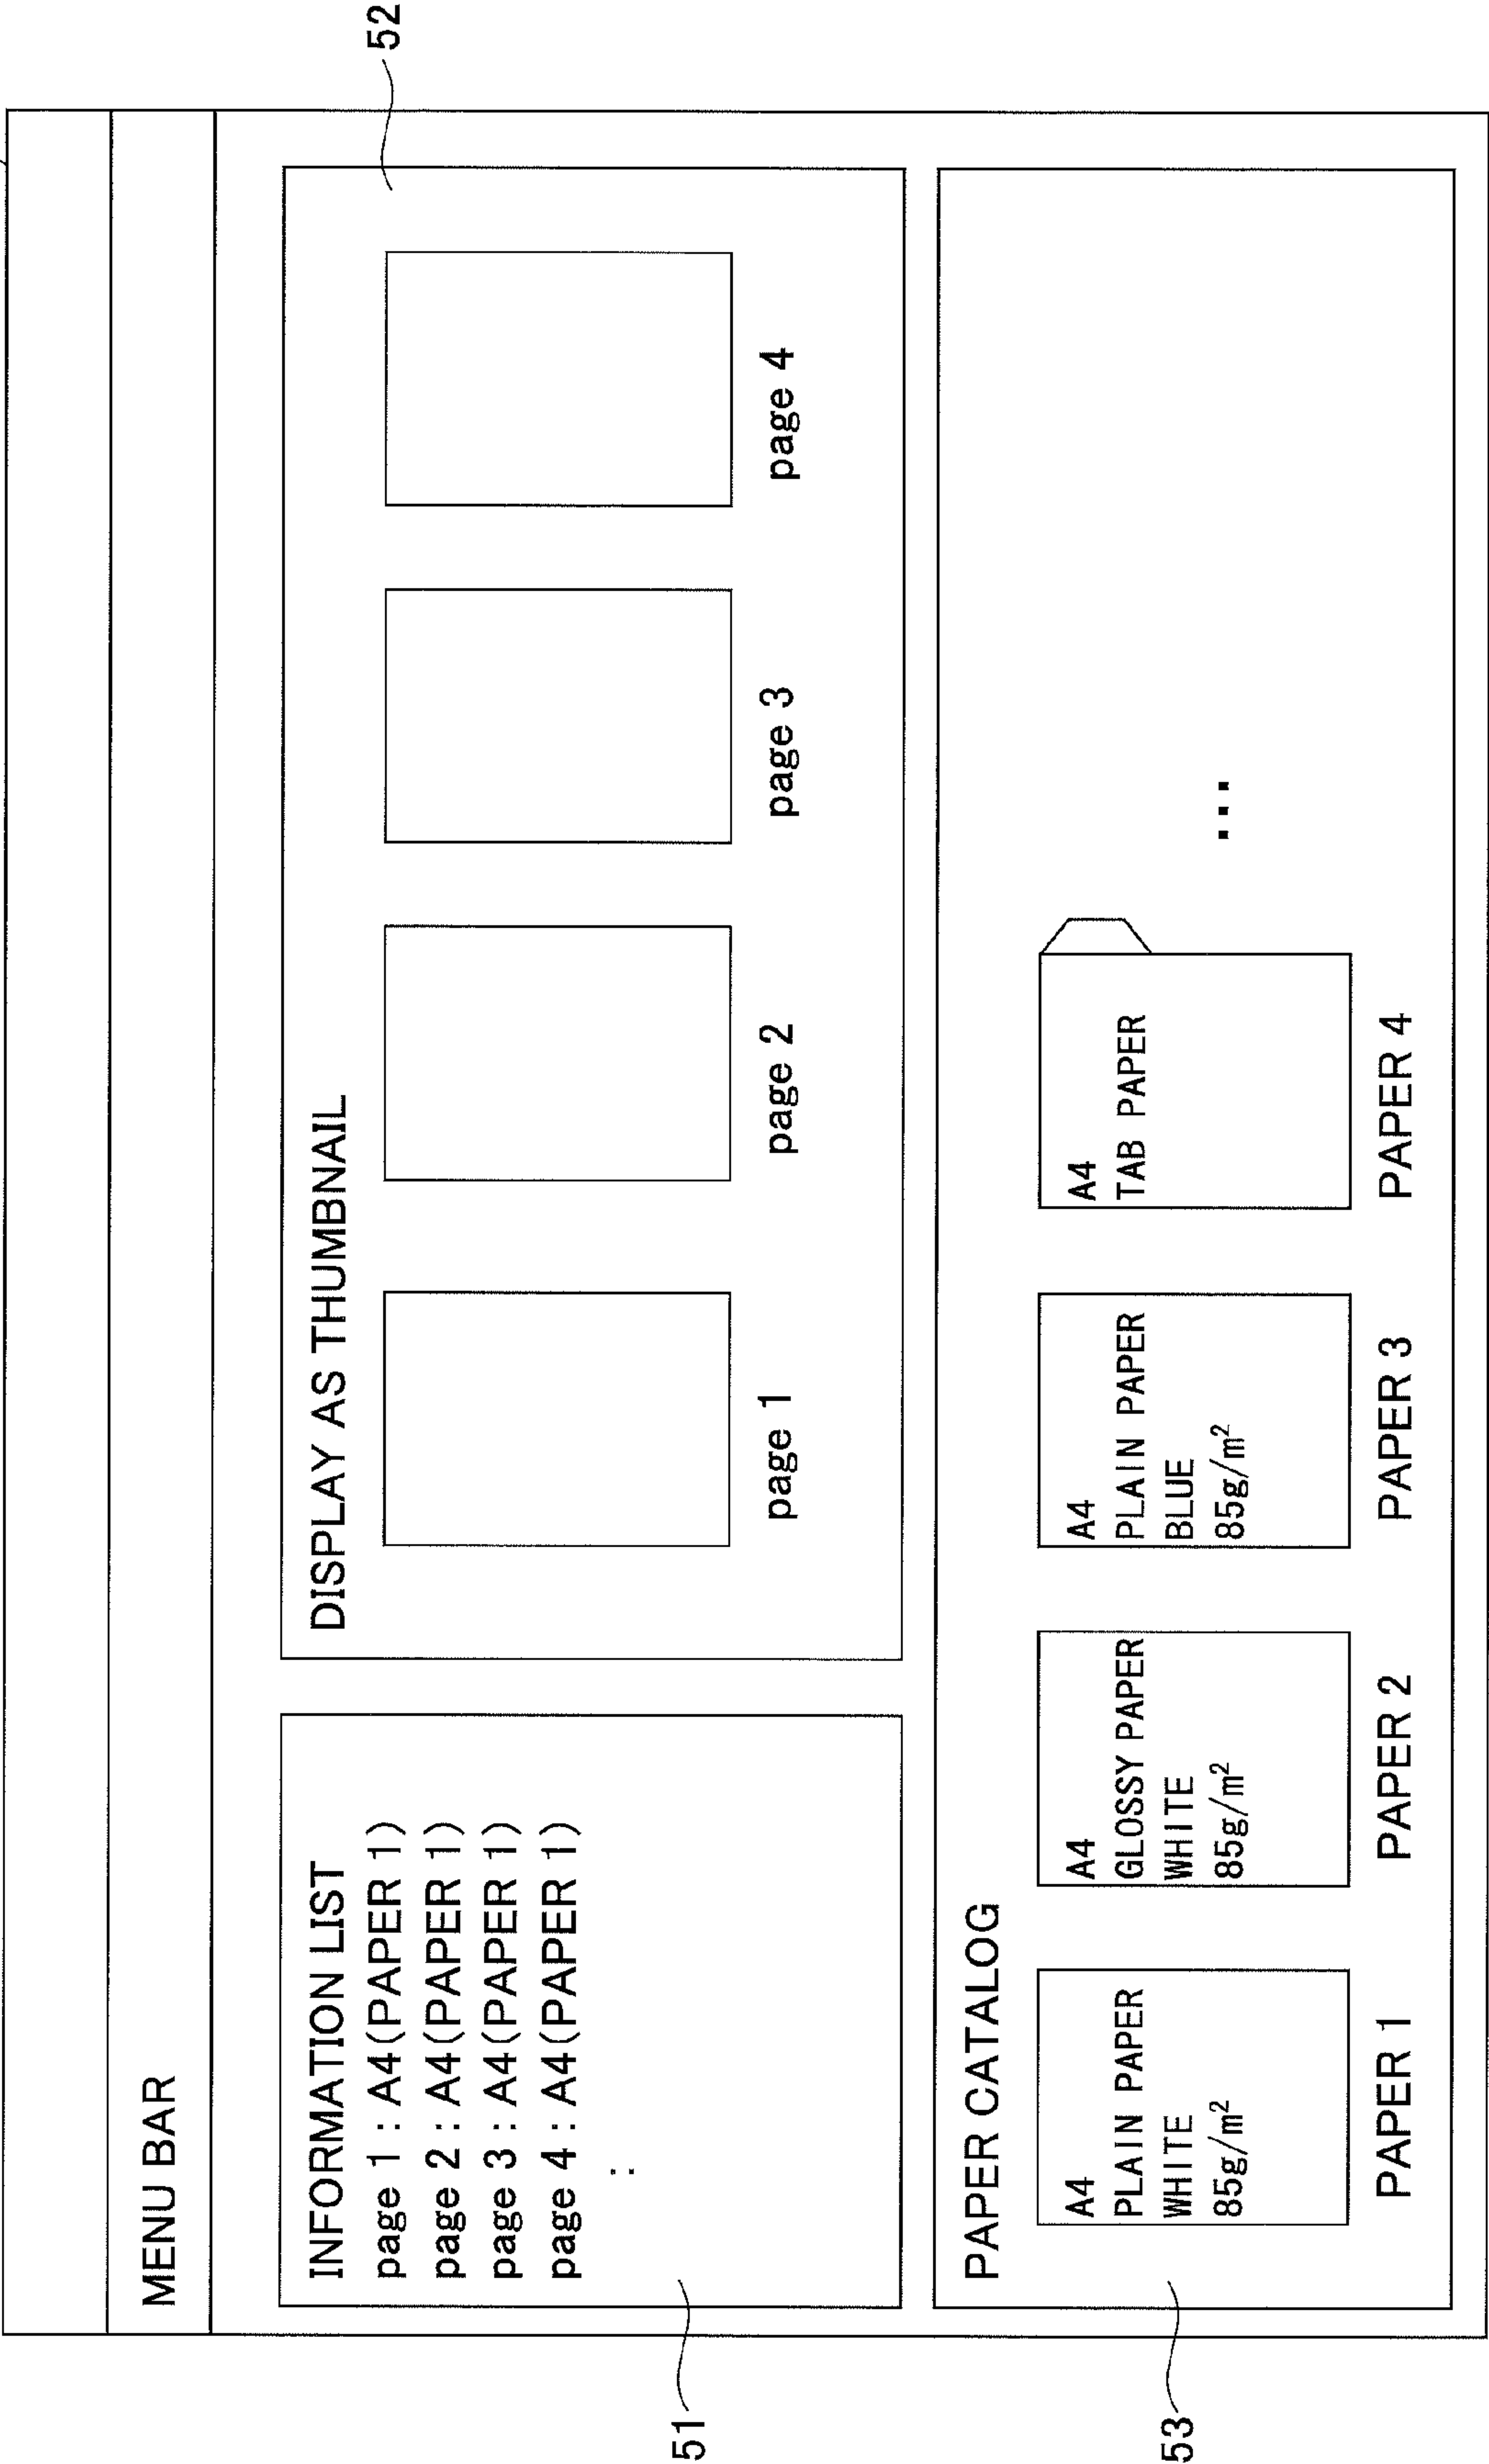 MENU BAR
INFORMATION LIST
page 1 : A4(PAPER 1)
page 2 : A4(PAPER 1)
page 3 : A4(PAPER 1)
page 4 : A4(PAPER 1)
:
51
DISPLAY AS THUMBNAIL
page 1
page 2
page 3
page 4
52
PAPER CATALOG
A4
PLAIN PAPER
WHITE
85g/m²
PAPER 1
A4
GLOSSY PAPER
WHITE
85g/m²
PAPER 2
A4
PLAIN PAPER
BLUE
85g/m²
PAPER 3
A4
TAB PAPER
PAPER 4
...
53